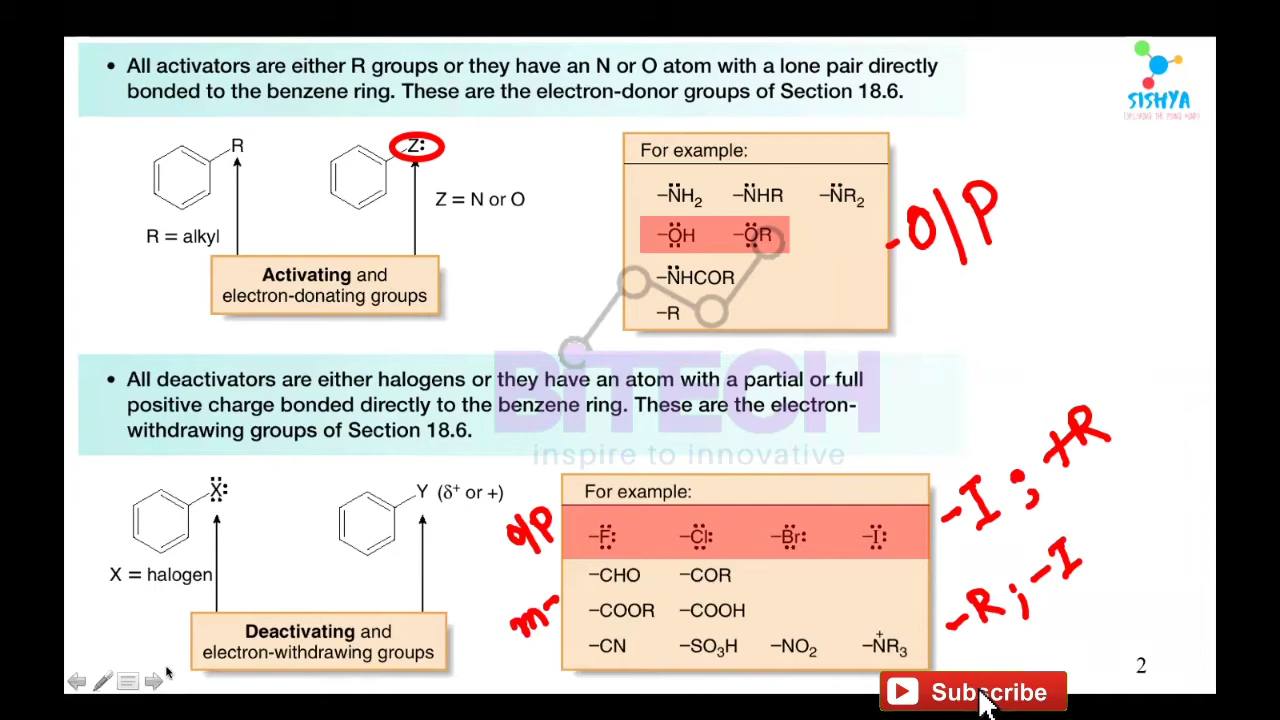 • All activators are either R groups or they have an N or O atom with a lone pair directly
bonded to the benzene ring. These are the electron-donor groups of Section 18.6.
SISHYA
R
Z:
Z = N or O
R = alkyl
Activating and
electron-donating groups
For example:
–N̈H₂ –N̈HR –N̈R₂
–ÖH –ÖR
–N̈HCOR
–R
-O/P
• All deactivators are either halogens or they have an atom with a partial or full
positive charge bonded directly to the benzene ring. These are the electron-
withdrawing groups of Section 18.6.
BiTECH
inspire to innovative
X:
Y (δ⁺ or +)
X = halogen
Deactivating and
electron-withdrawing groups
For example:
o/p
–F: –Cl: –Br: –I:
-I ; +R
–CHO –COR
m-
–COOR –COOH
-R ; -I
–CN –SO₃H –NO₂ –N⁺R₃
2
Subscribe